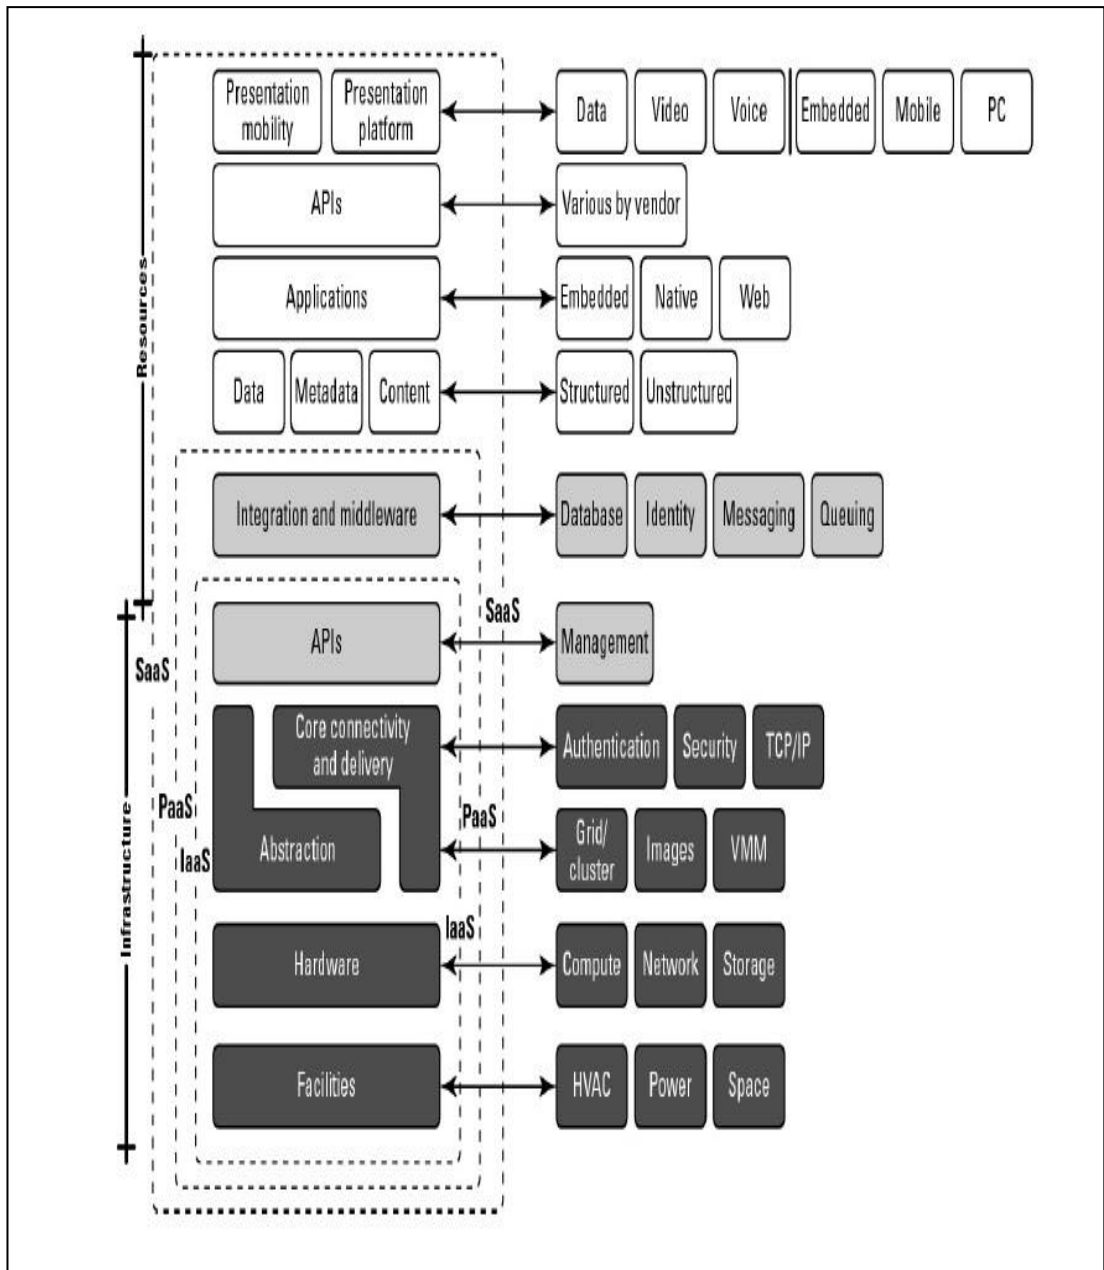 Presentation
mobility
Presentation
platform
Data
Video
Voice
Embedded
Mobile
PC
APIs
Various by vendor
Resources
Applications
Embedded
Native
Web
Data
Metadata
Content
Structured
Unstructured
Integration and middleware
Database
Identity
Messaging
Queuing
APIs
SaaS
Management
SaaS
Core connectivity
and delivery
Authentication
Security
TCP/IP
PaaS
PaaS
Infrastructure
IaaS
Abstraction
Grid/
cluster
Images
VMM
IaaS
Hardware
Compute
Network
Storage
Facilities
HVAC
Power
Space